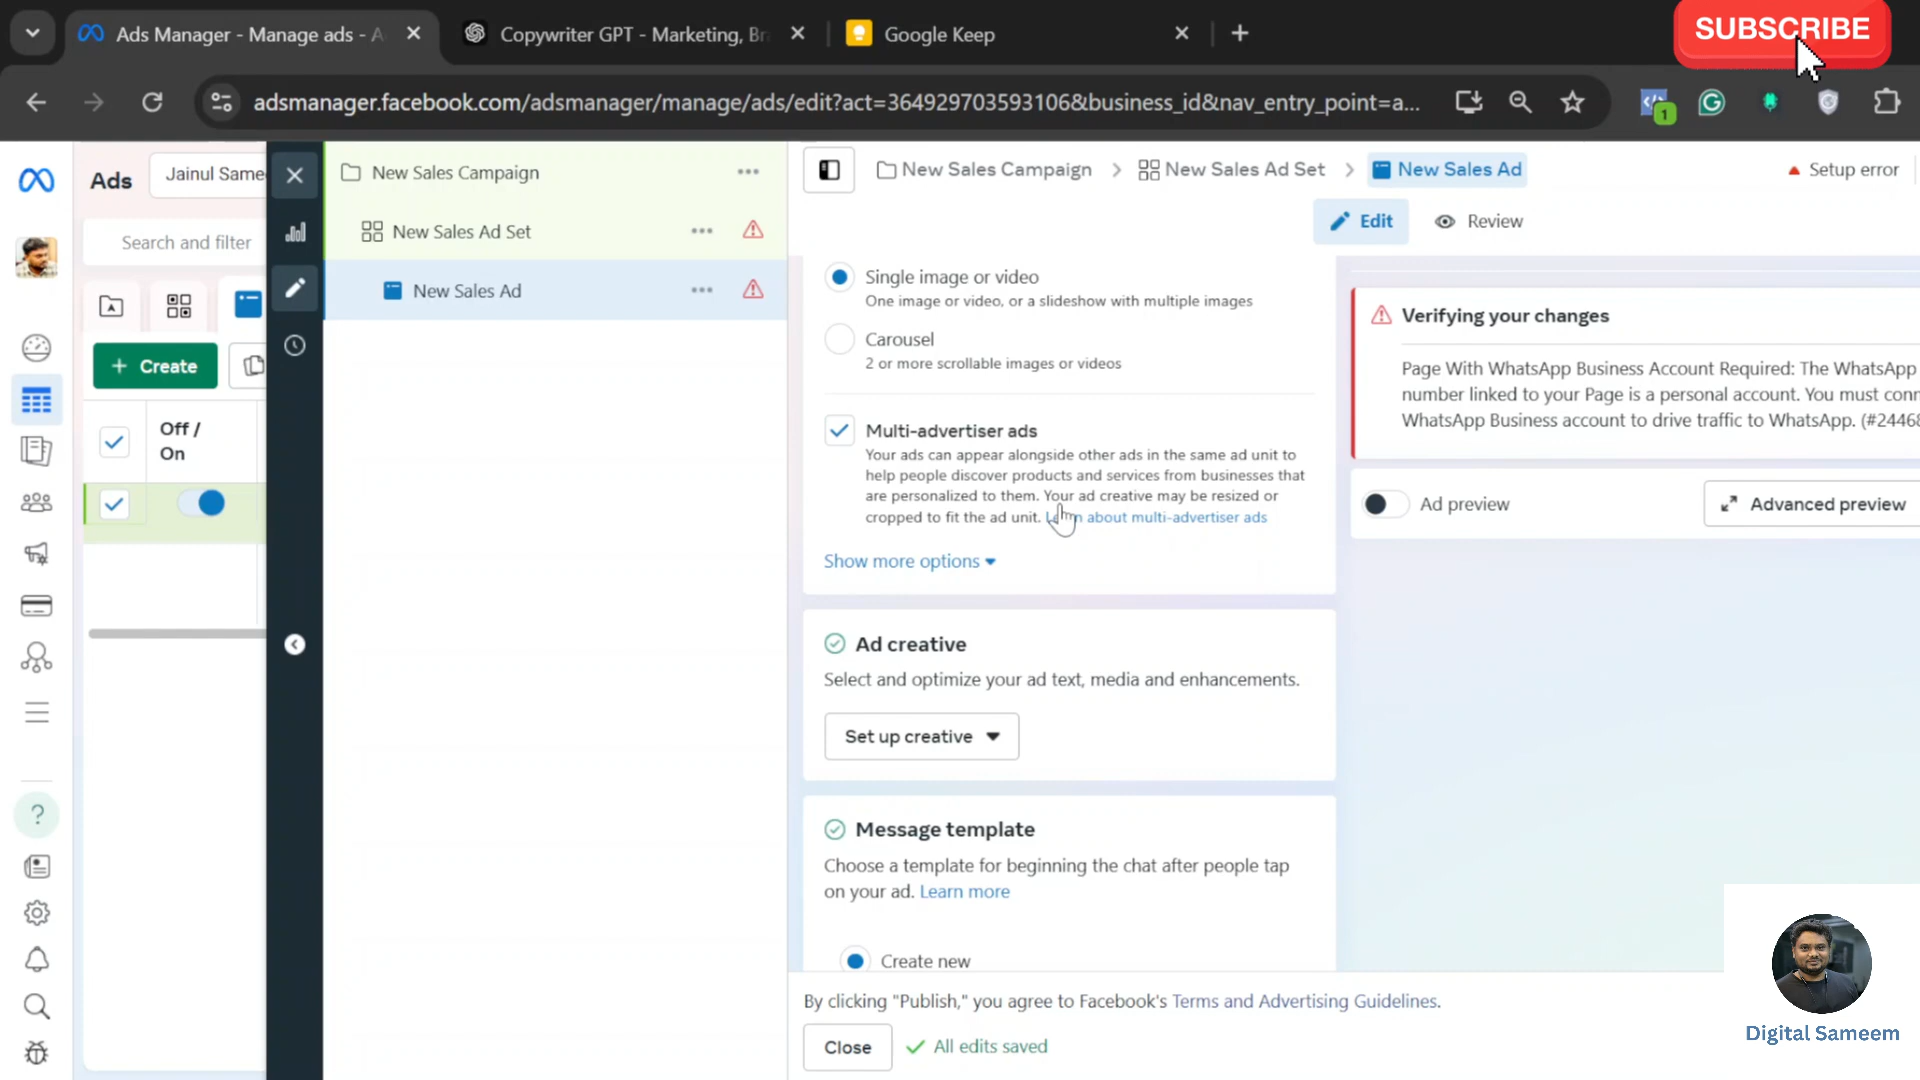 Ads Manager - Manage ads - A
Copywriter GPT - Marketing, Br
Google Keep
SUBSCRIBE
adsmanager.facebook.com/adsmanager/manage/ads/edit?act=364929703593106&business_id&nav_entry_point=a...
1
Ads
Jainul Samee
Search and filter
+ Create
Off /
On
New Sales Campaign
New Sales Ad Set
New Sales Ad
New Sales Campaign
New Sales Ad Set
New Sales Ad
Setup error
Edit
Review
Single image or video
One image or video, or a slideshow with multiple images
Carousel
2 or more scrollable images or videos
Multi-advertiser ads
Your ads can appear alongside other ads in the same ad unit to
help people discover products and services from businesses that
are personalized to them. Your ad creative may be resized or
cropped to fit the ad unit. about multi-advertiser ads
Show more options
Ad creative
Select and optimize your ad text, media and enhancements.
Set up creative
Message template
Choose a template for beginning the chat after people tap
on your ad. Learn more
Create new
Verifying your changes
Page With WhatsApp Business Account Required: The WhatsApp
number linked to your Page is a personal account. You must conn
WhatsApp Business account to drive traffic to WhatsApp. (#24468
Ad preview
Advanced preview
By clicking "Publish," you agree to Facebook's Terms and Advertising Guidelines.
Close
All edits saved
Digital Sameem